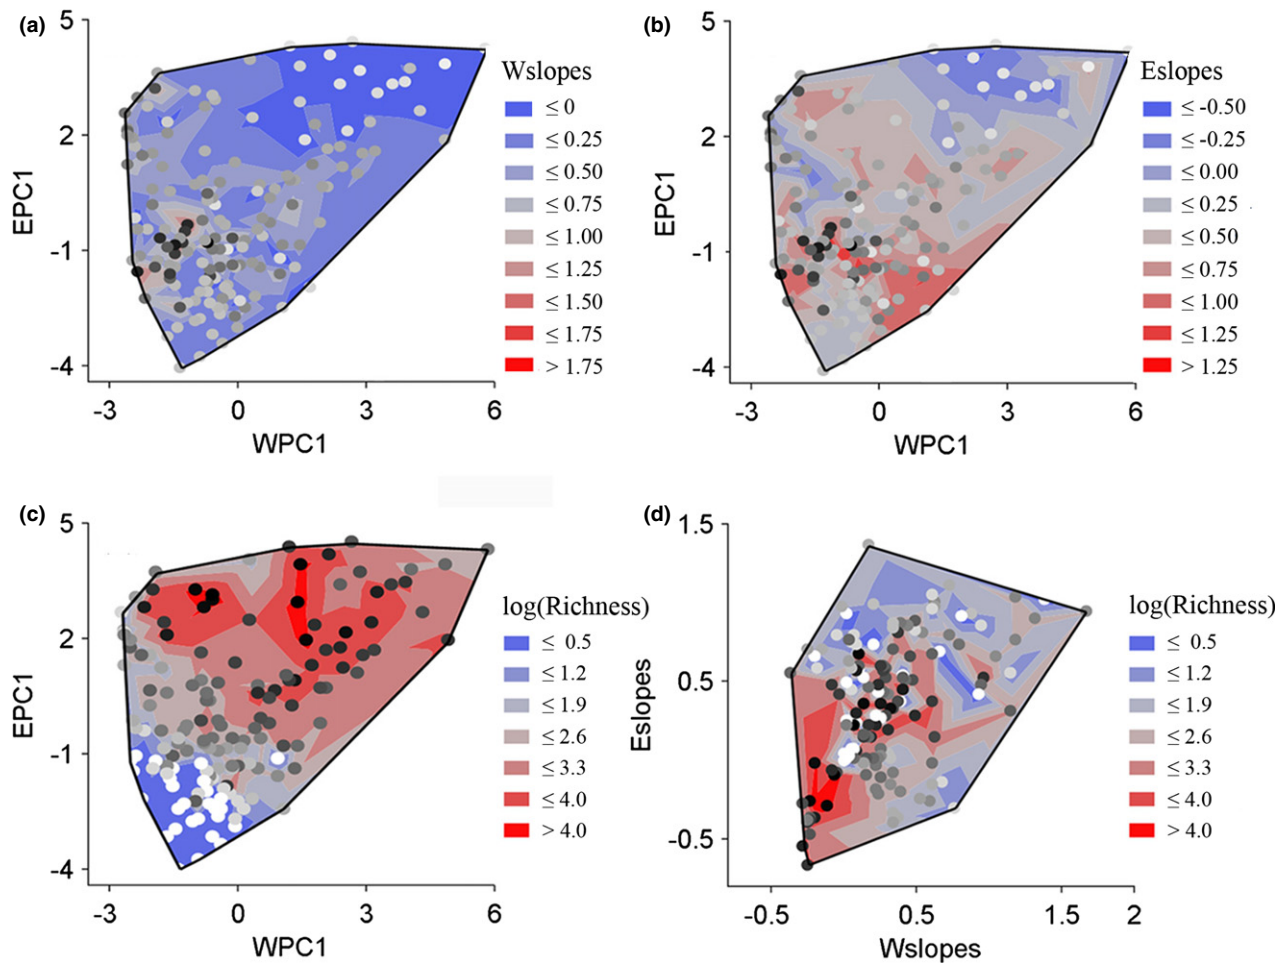 (a)
5
2
-1
-4
EPC1
-3 0 3 6
WPC1
Wslopes
≤ 0
≤ 0.25
≤ 0.50
≤ 0.75
≤ 1.00
≤ 1.25
≤ 1.50
≤ 1.75
> 1.75
(b)
5
2
-1
-4
EPC1
-3 0 3 6
WPC1
Eslopes
≤ -0.50
≤ -0.25
≤ 0.00
≤ 0.25
≤ 0.50
≤ 0.75
≤ 1.00
≤ 1.25
> 1.25
(c)
5
2
-1
-4
EPC1
-3 0 3 6
WPC1
log(Richness)
≤ 0.5
≤ 1.2
≤ 1.9
≤ 2.6
≤ 3.3
≤ 4.0
> 4.0
(d)
1.5
0.5
-0.5
Eslopes
-0.5 0.5 1.5 2
Wslopes
log(Richness)
≤ 0.5
≤ 1.2
≤ 1.9
≤ 2.6
≤ 3.3
≤ 4.0
> 4.0